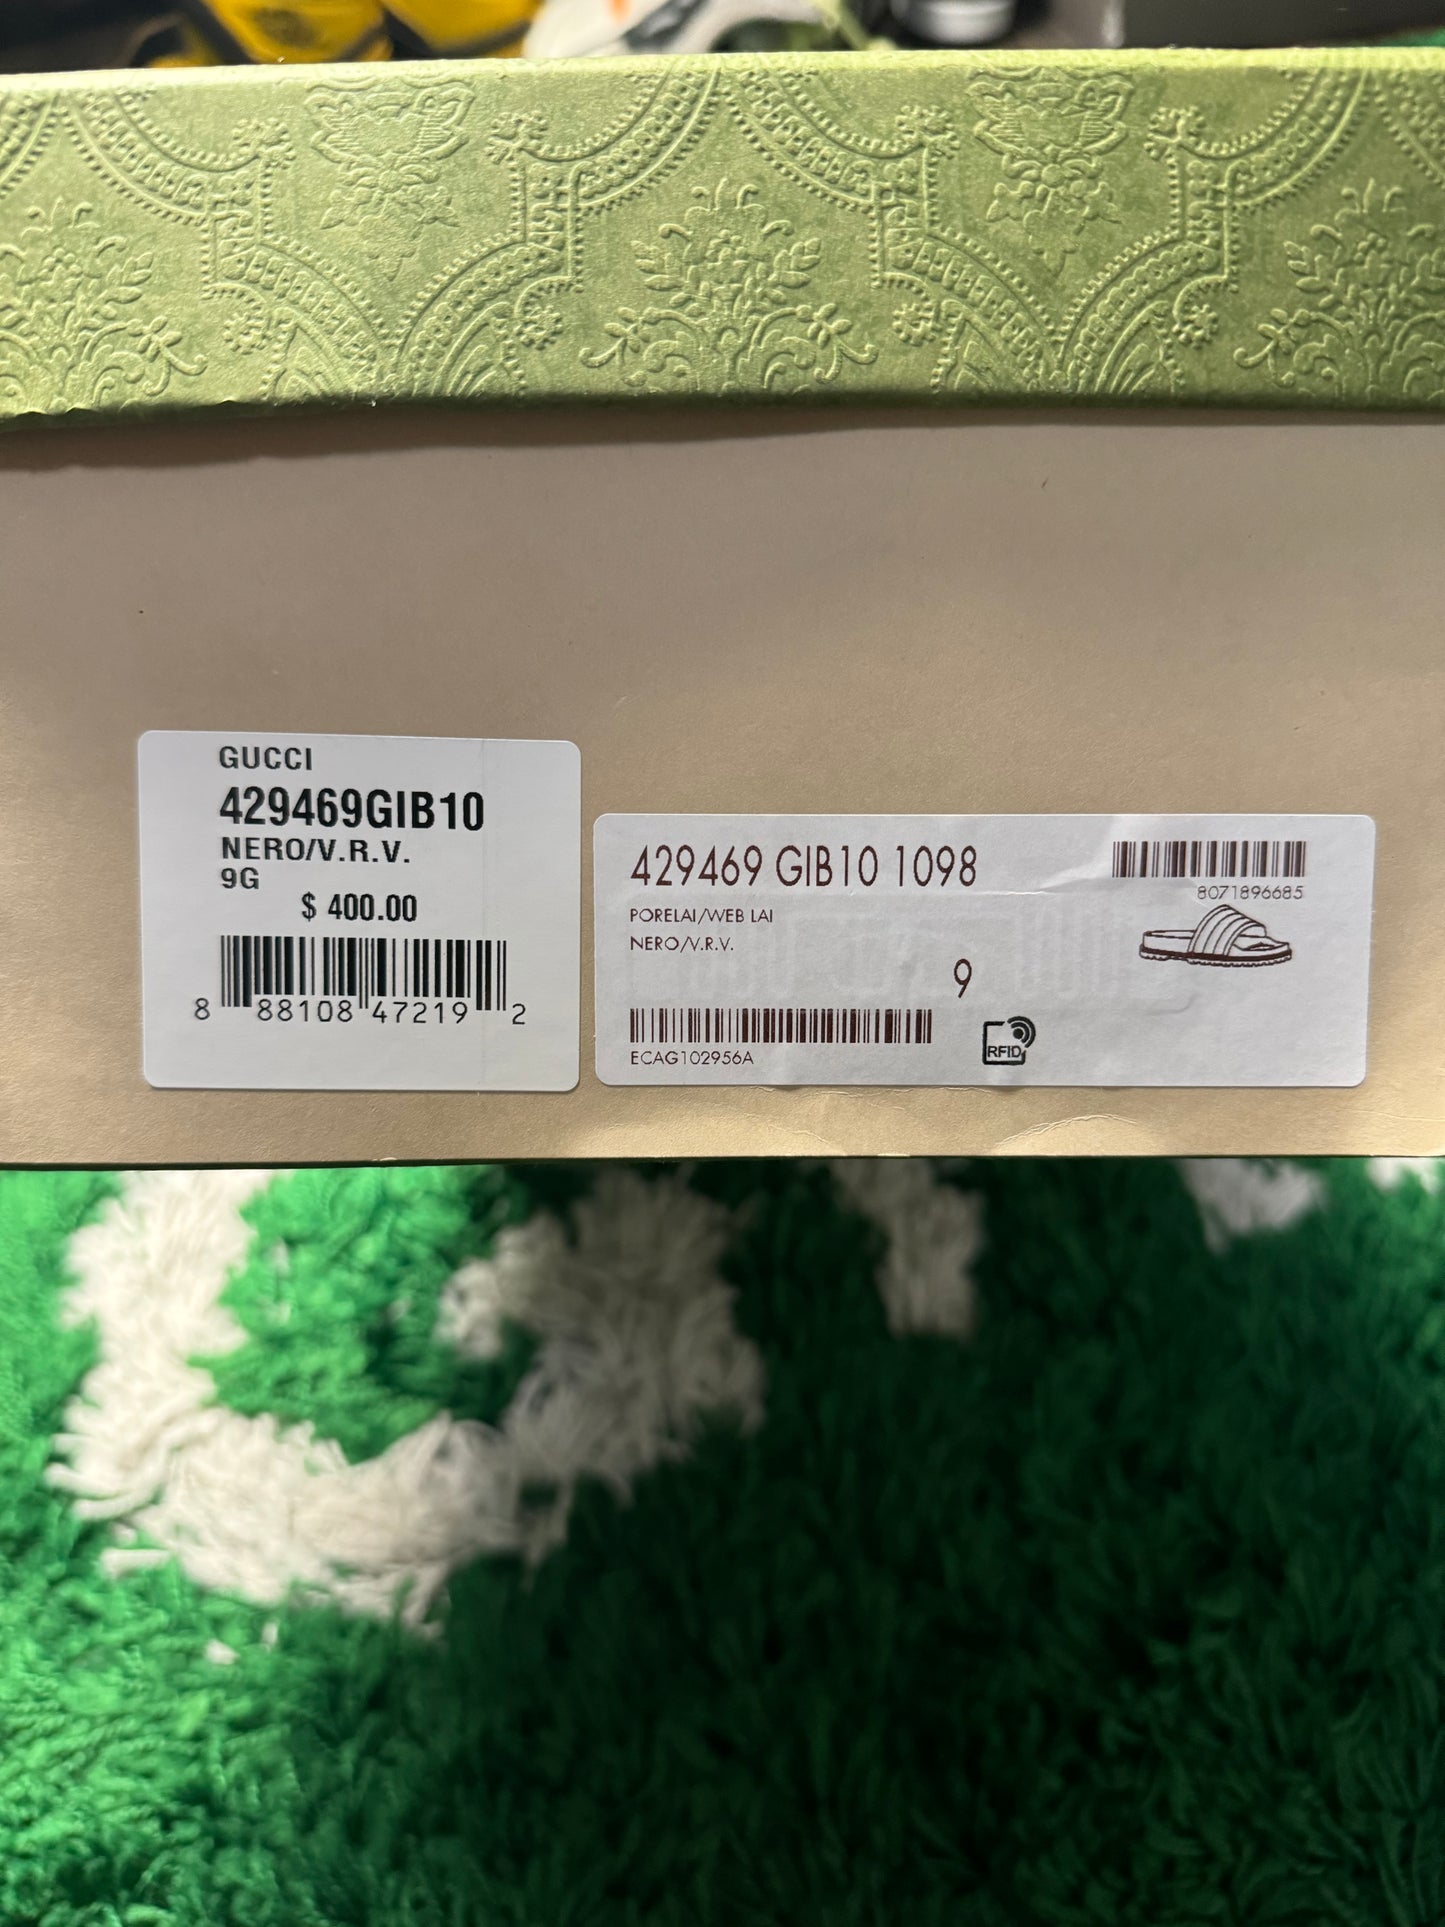 GUCCI
429469GIB10
NERO/V.R.V.
9G
$ 400.00
8 88108 47219 2
429469 GIB10 1098
8071896685
PORELAI/WEB LAI
NERO/V.R.V.
9
ECAG102956A
RFID